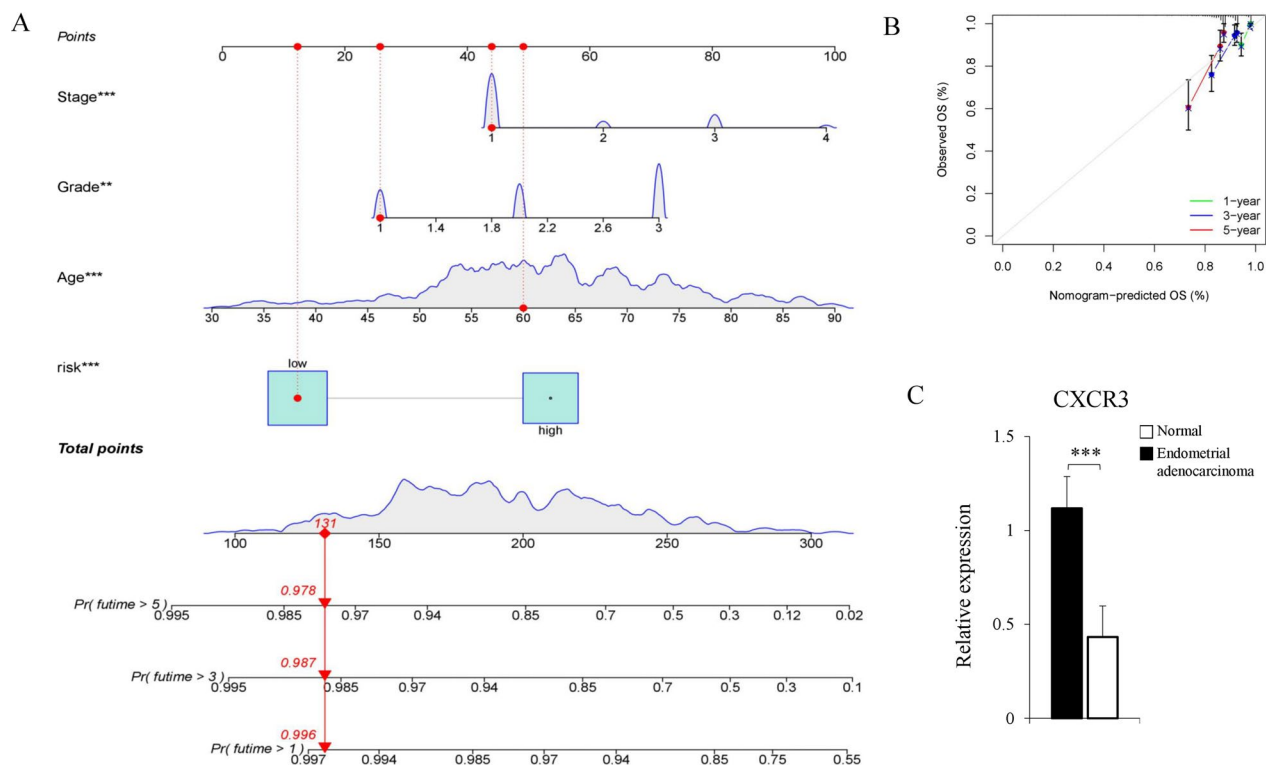 A
Points
0 20 40 60 80 100
Stage***
1 2 3 4
Grade**
1 1.4 1.8 2.2 2.6 3
Age***
30 35 40 45 50 55 60 65 70 75 80 85 90
risk***
low
high
Total points
131
100 150 200 250 300
0.978
Pr( futime > 5 )
0.995 0.985 0.97 0.94 0.85 0.7 0.5 0.3 0.12 0.02
0.987
Pr( futime > 3 )
0.995 0.985 0.97 0.94 0.85 0.7 0.5 0.3 0.1
0.996
Pr( futime > 1 )
0.997 0.994 0.985 0.97 0.94 0.85 0.75 0.55
B
Observed OS (%)
1.0
0.8
0.6
0.4
0.2
0.0
1-year
3-year
5-year
0.0 0.2 0.4 0.6 0.8 1.0
Nomogram-predicted OS (%)
C
CXCR3
Normal
Endometrial
adenocarcinoma
***
Relative expression
1.5
1
0.5
0